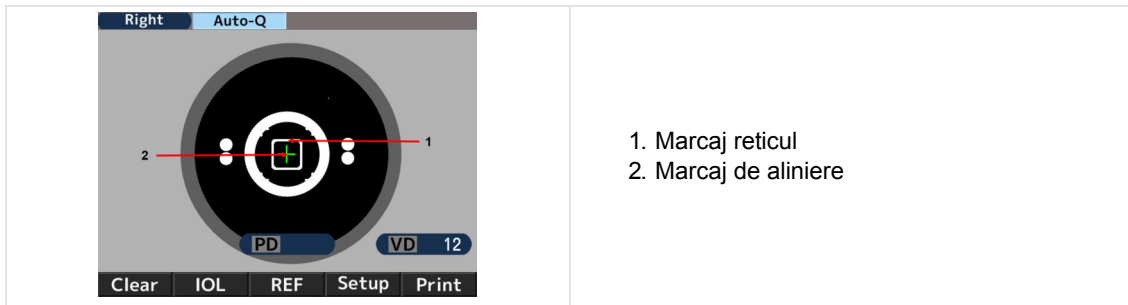 Right Auto-Q
1
2
PD VD 12
Clear IOL REF Setup Print
1. Marcaj reticul
2. Marcaj de aliniere